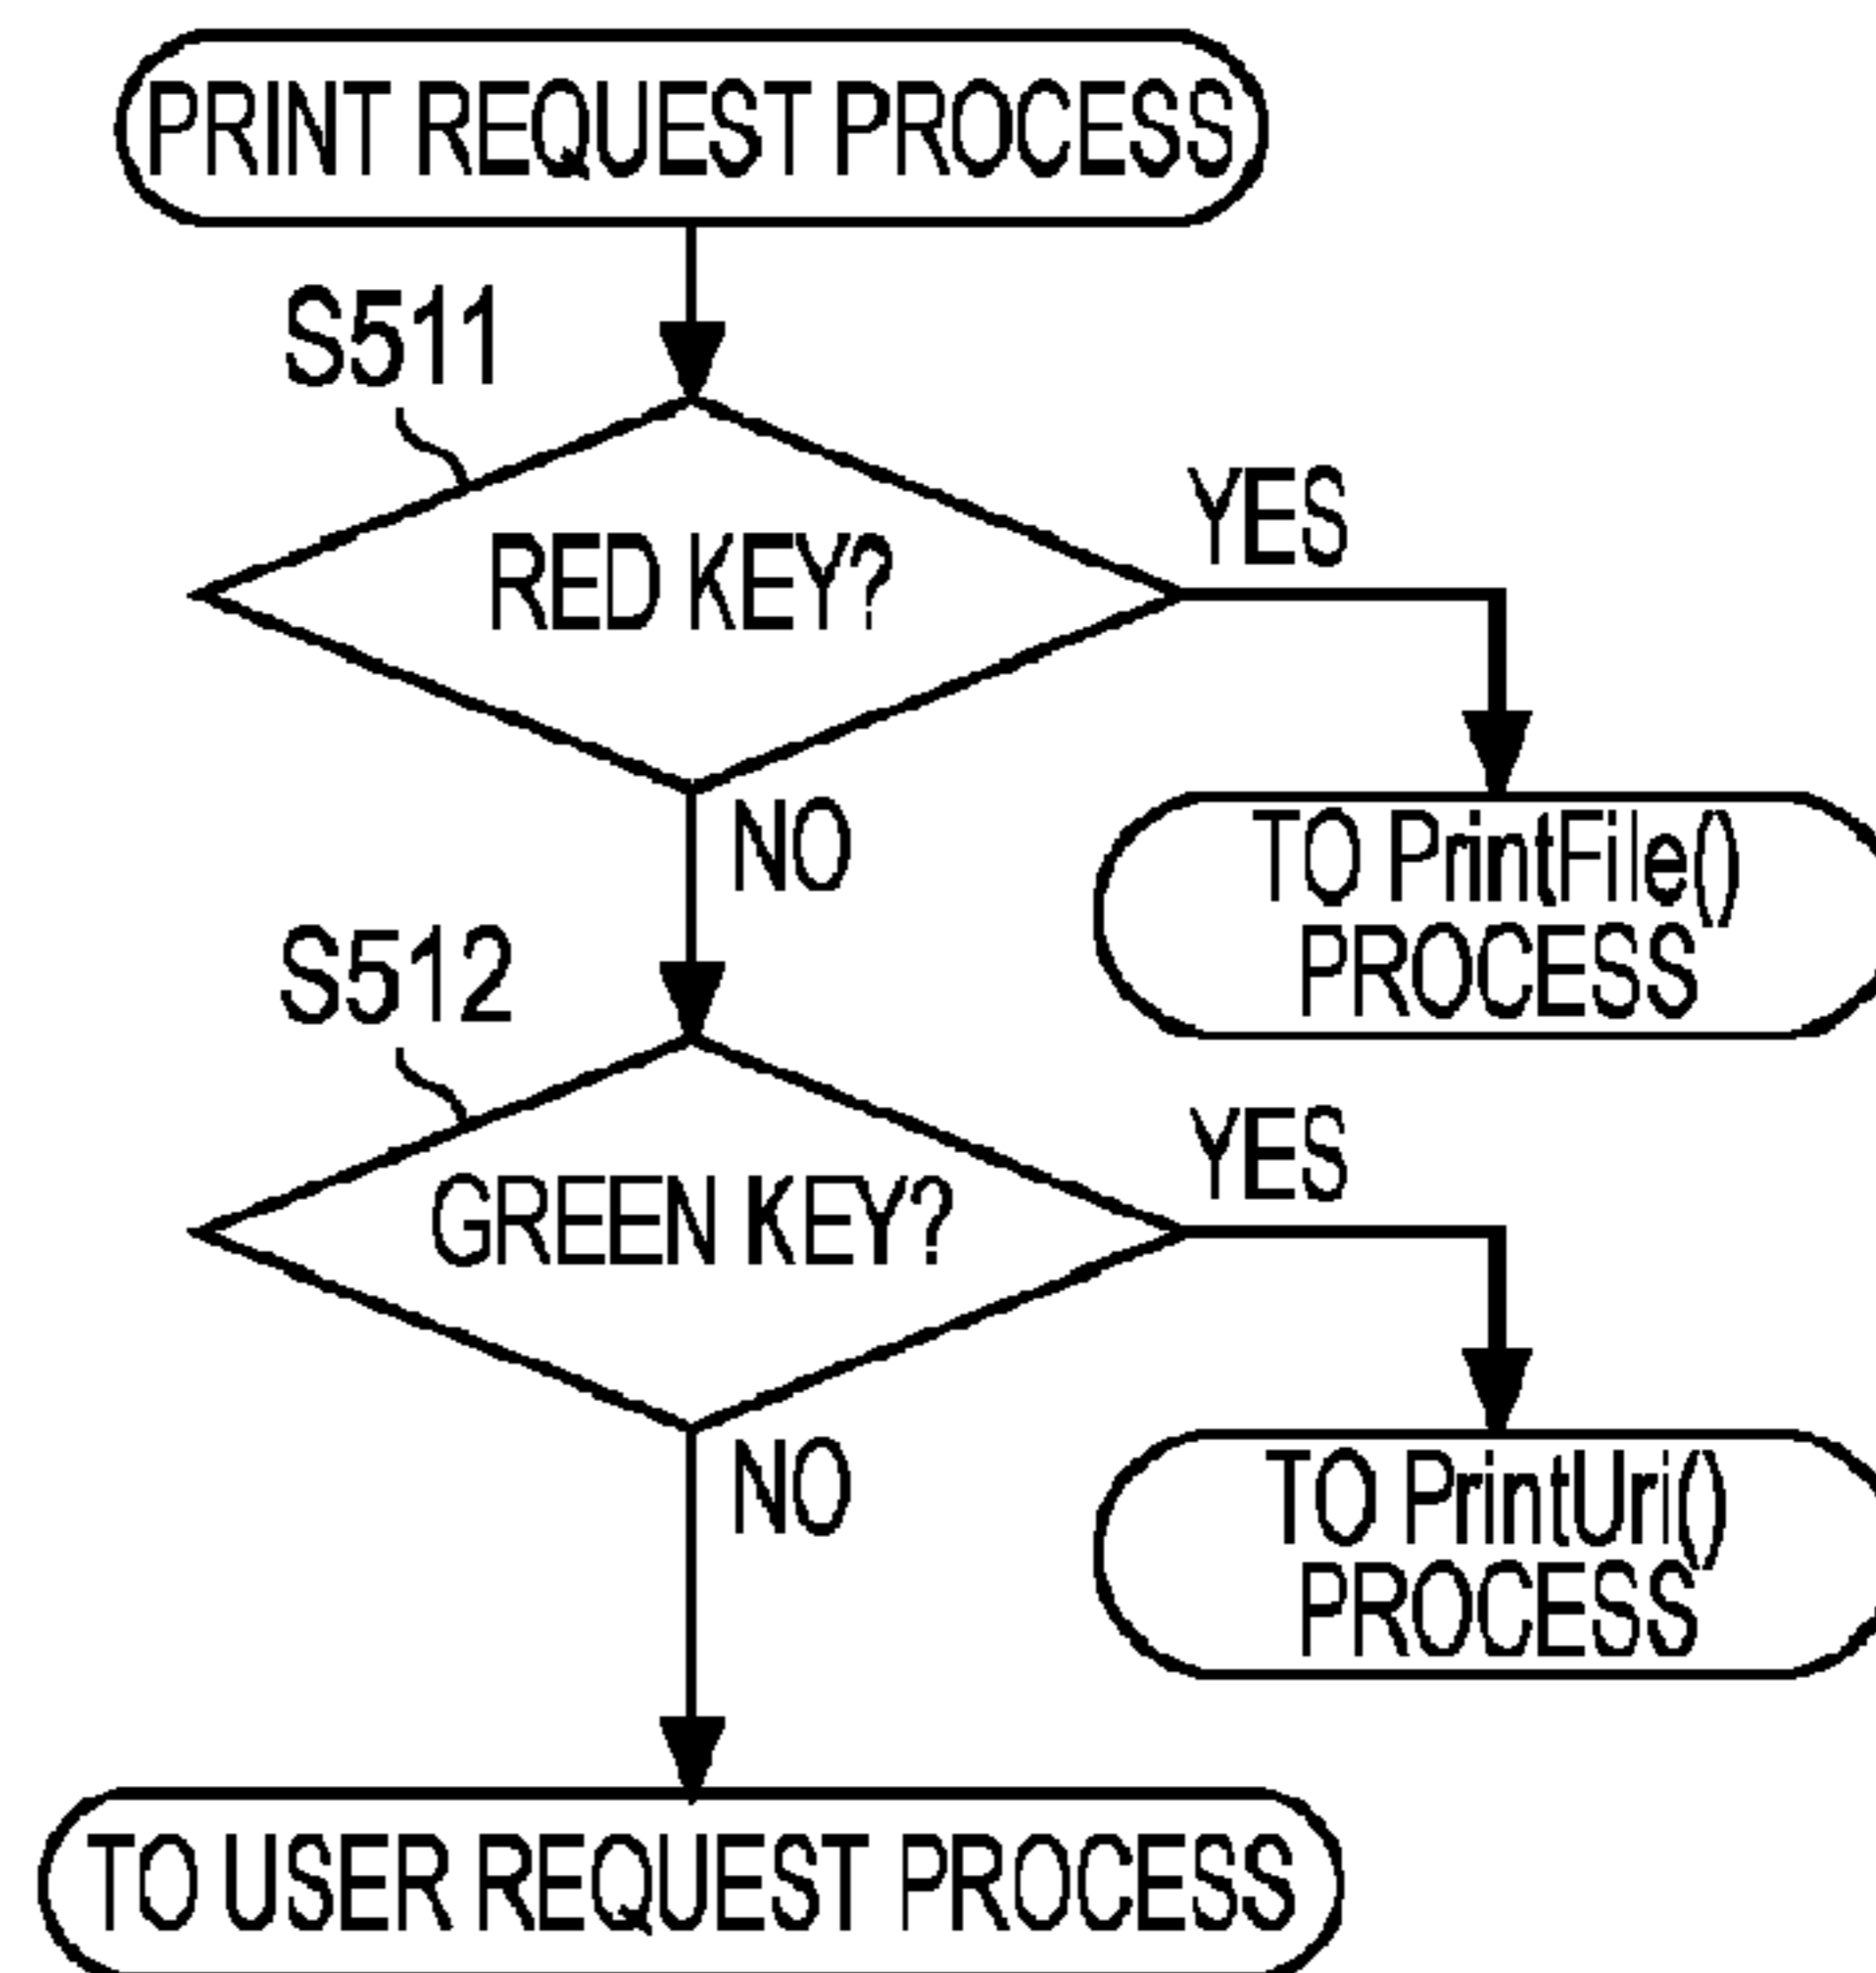 PRINT REQUEST PROCESS
S511
RED KEY?
YES
NO
TO PrintFile()
PROCESS
S512
GREEN KEY?
YES
NO
TO PrintUri()
PROCESS
TO USER REQUEST PROCESS